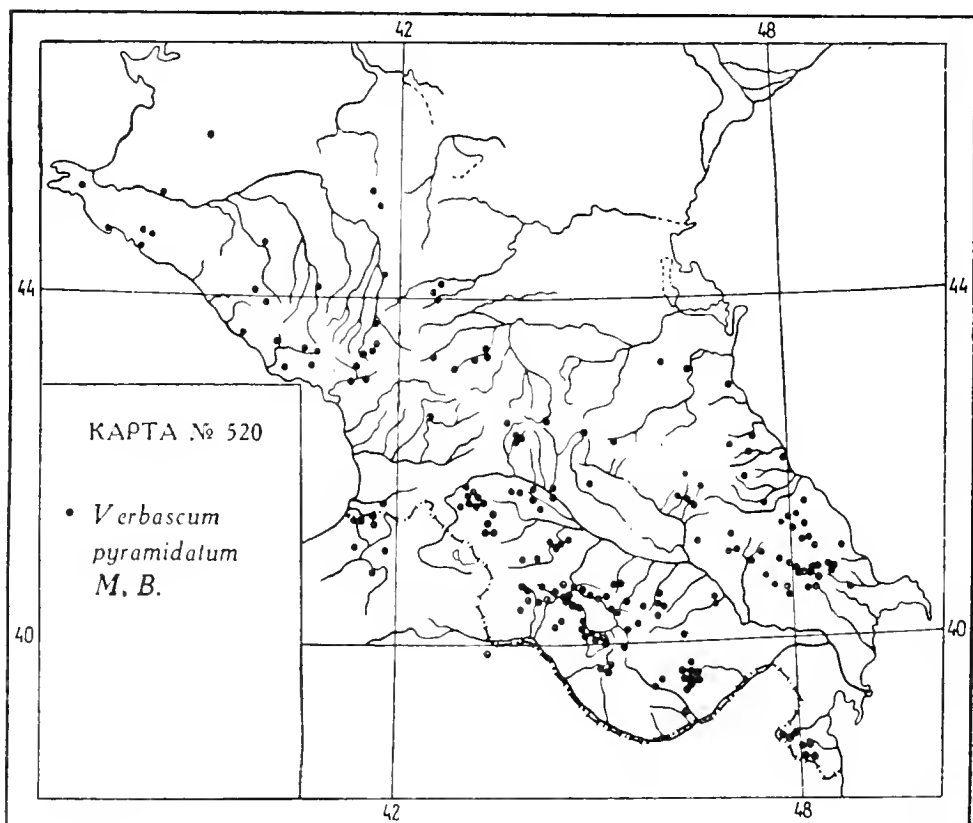 42 48
44 44
КАРТА № 520
Verbascum
pyramidatum
M. B.
40 40
42 48